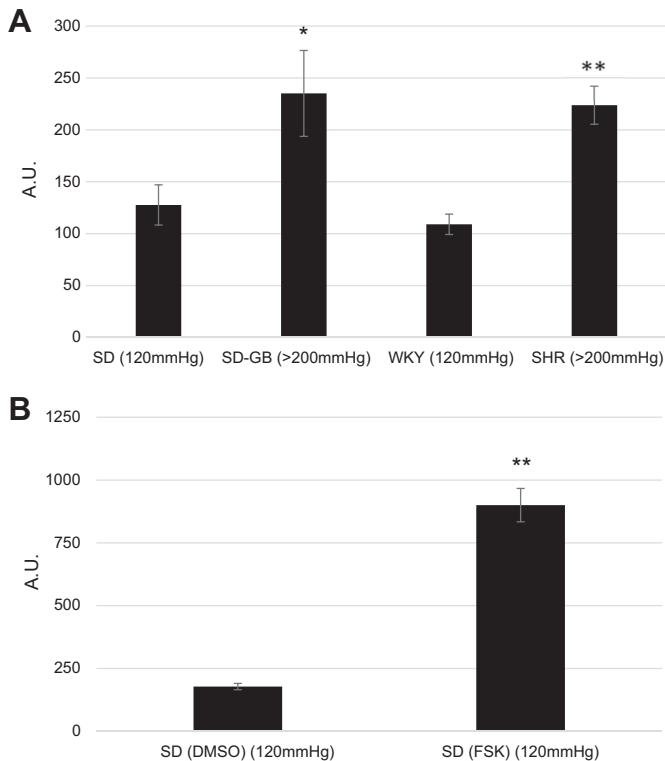 A
300
*
**
250
200
A.U.
150
100
50
0
SD (120mmHg) SD-GB (>200mmHg) WKY (120mmHg) SHR (>200mmHg)
B
1250
**
1000
750
A.U.
500
250
0
SD (DMSO) (120mmHg) SD (FSK) (120mmHg)